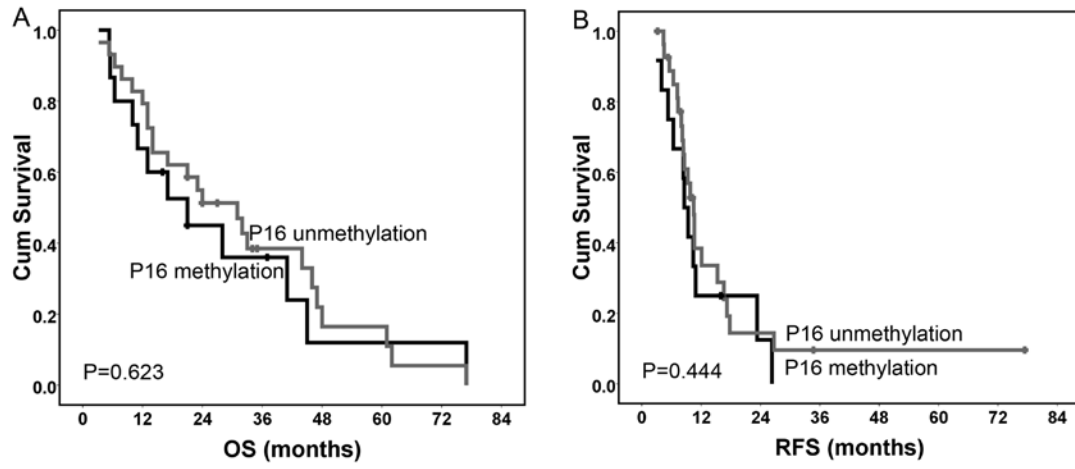 A
Cum Survival
1.0
0.8
0.6
0.4
0.2
0.0
P16 unmethylation
P16 methylation
P=0.623
0 12 24 36 48 60 72 84
OS (months)
B
Cum Survival
1.0
0.8
0.6
0.4
0.2
0.0
P16 unmethylation
P16 methylation
P=0.444
0 12 24 36 48 60 72 84
RFS (months)